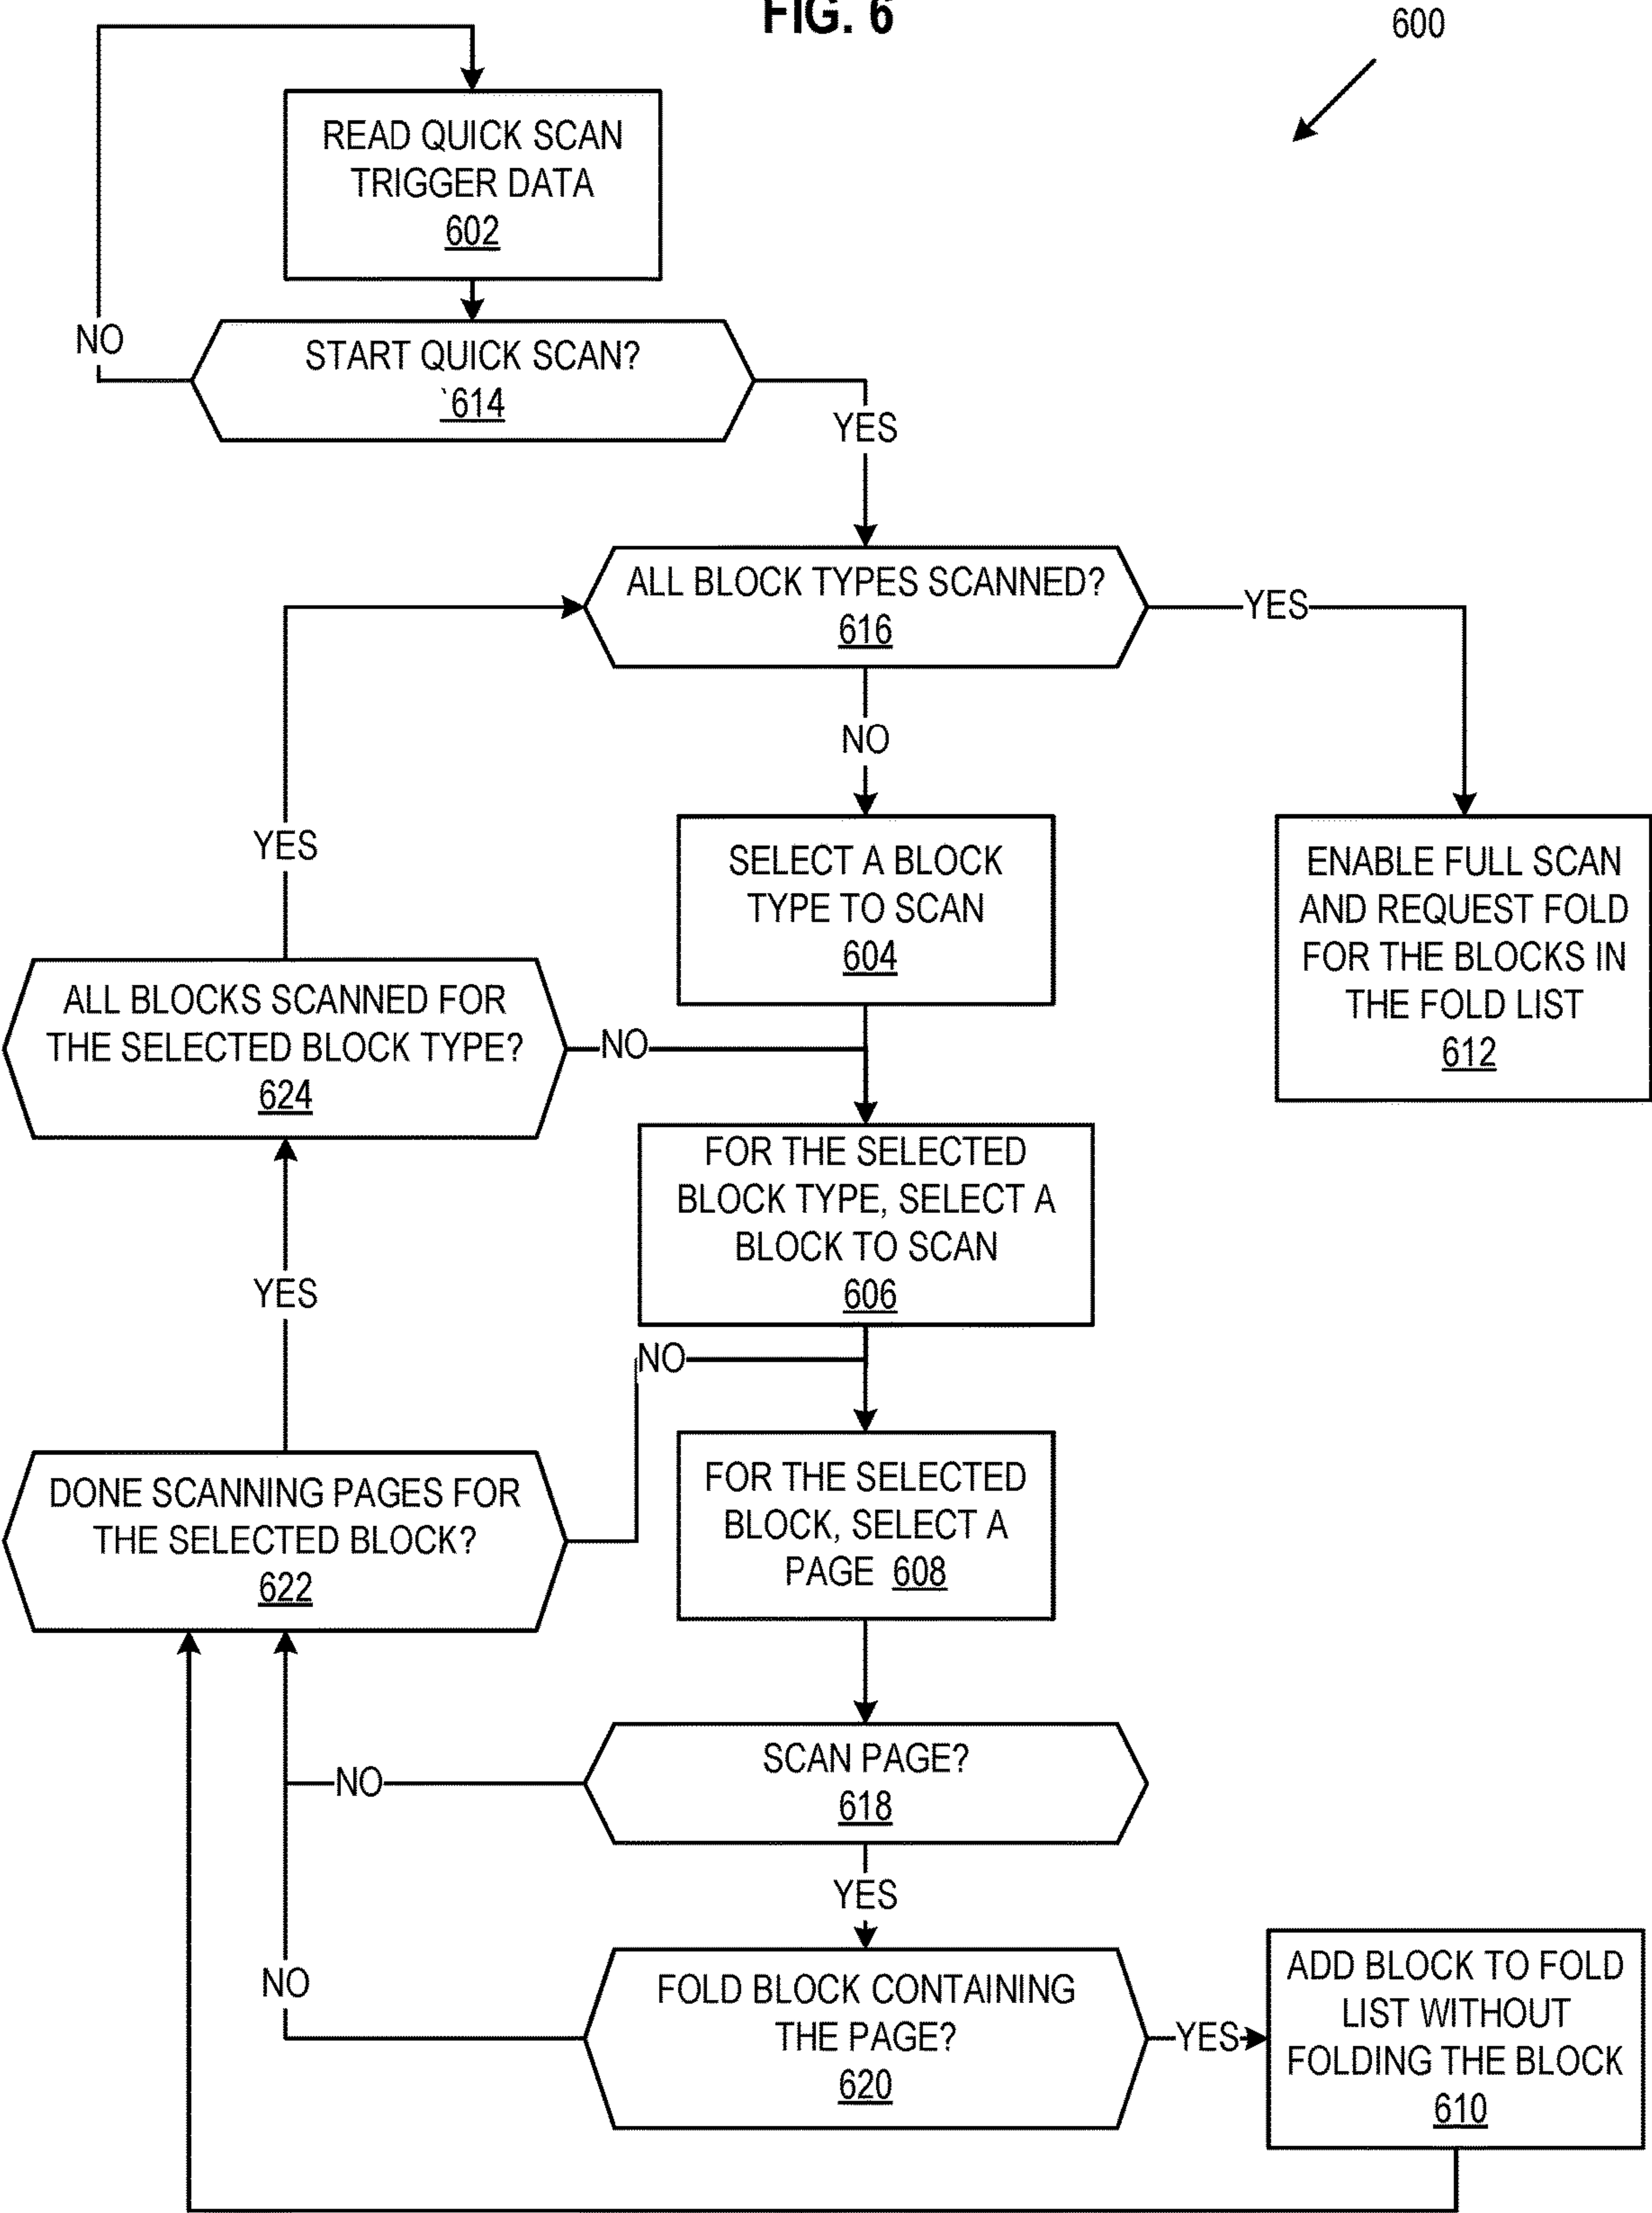 FIG. 6
600
READ QUICK SCAN
TRIGGER DATA
602
NO
START QUICK SCAN?
`614
YES
ALL BLOCK TYPES SCANNED?
616
YES
NO
YES
SELECT A BLOCK
TYPE TO SCAN
604
ENABLE FULL SCAN
AND REQUEST FOLD
FOR THE BLOCKS IN
THE FOLD LIST
612
ALL BLOCKS SCANNED FOR
THE SELECTED BLOCK TYPE?
624
NO
FOR THE SELECTED
BLOCK TYPE, SELECT A
BLOCK TO SCAN
606
YES
NO
DONE SCANNING PAGES FOR
THE SELECTED BLOCK?
622
FOR THE SELECTED
BLOCK, SELECT A
PAGE 608
SCAN PAGE?
618
NO
YES
NO
FOLD BLOCK CONTAINING
THE PAGE?
620
YES
ADD BLOCK TO FOLD
LIST WITHOUT
FOLDING THE BLOCK
610